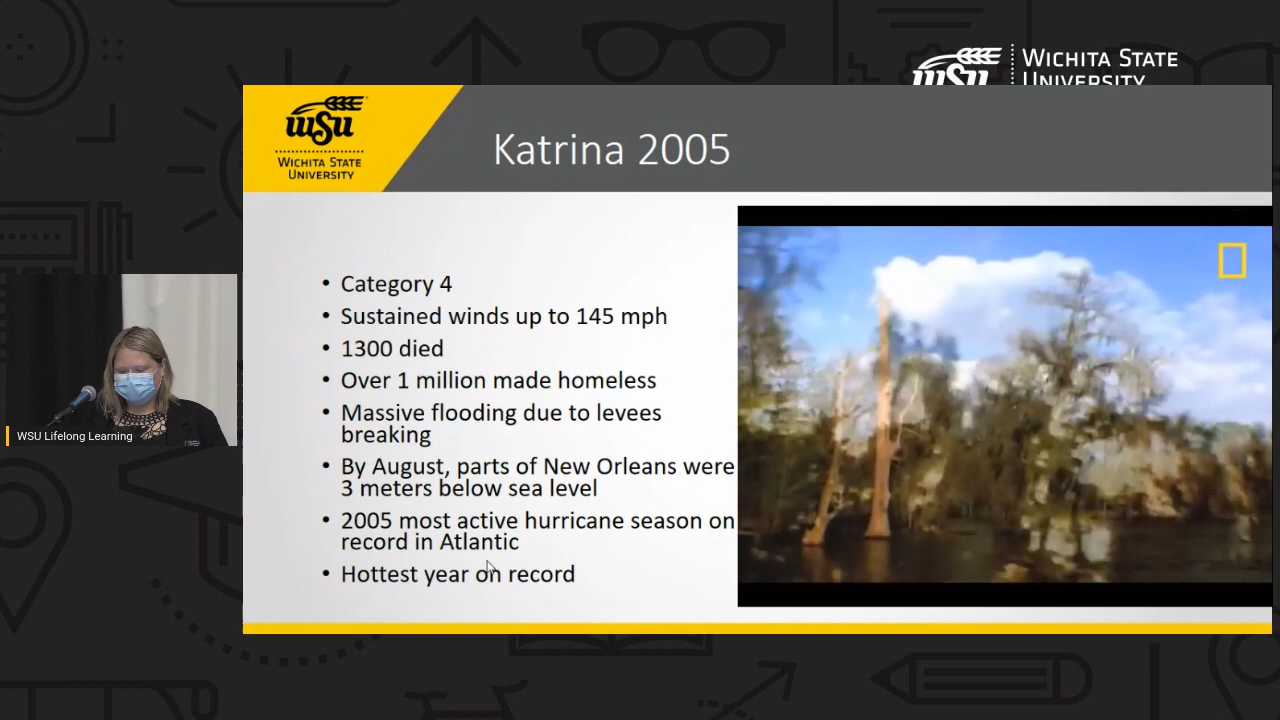 wsu
WICHITA STATE
UNIVERSITY
wsu
WICHITA STATE
UNIVERSITY
Katrina 2005
• Category 4
• Sustained winds up to 145 mph
• 1300 died
• Over 1 million made homeless
• Massive flooding due to levees
breaking
• By August, parts of New Orleans were
3 meters below sea level
• 2005 most active hurricane season on
record in Atlantic
• Hottest year on record
WSU Lifelong Learning